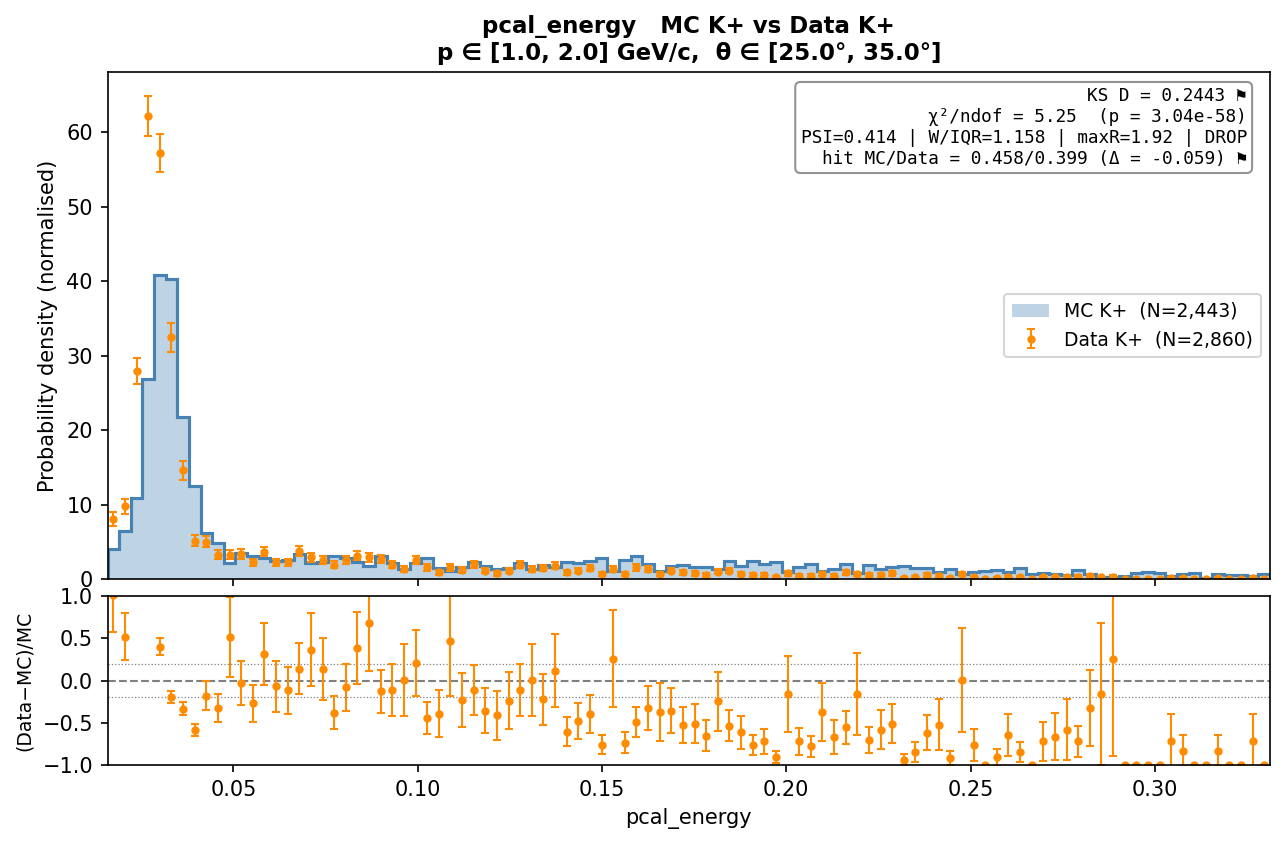 pcal_energy   MC K+ vs Data K+
p ∈ [1.0, 2.0] GeV/c,  θ ∈ [25.0°, 35.0°]
KS D = 0.2443 ⚑
χ²/ndof = 5.25  (p = 3.04e-58)
PSI=0.414 | W/IQR=1.158 | maxR=1.92 | DROP
hit MC/Data = 0.458/0.399 (Δ = -0.059) ⚑
MC K+  (N=2,443)
Data K+  (N=2,860)
Probability density (normalised)
60
50
40
30
20
10
0
(Data−MC)/MC
1.0
0.5
0.0
−0.5
−1.0
0.05 0.10 0.15 0.20 0.25 0.30
pcal_energy